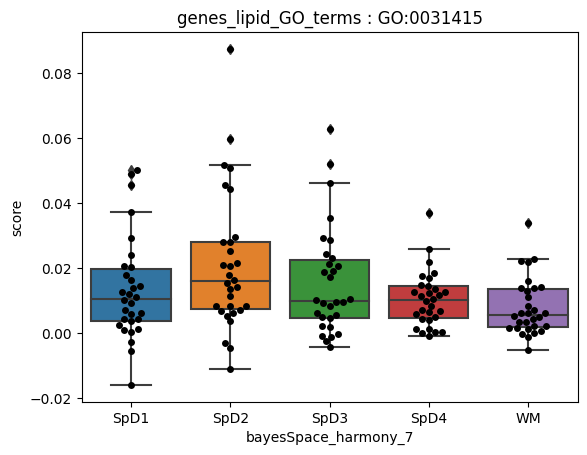 genes_lipid_GO_terms : GO:0031415
0.08
0.06
0.04
0.02
0.00
−0.02
score
SpD1 SpD2 SpD3 SpD4 WM
bayesSpace_harmony_7